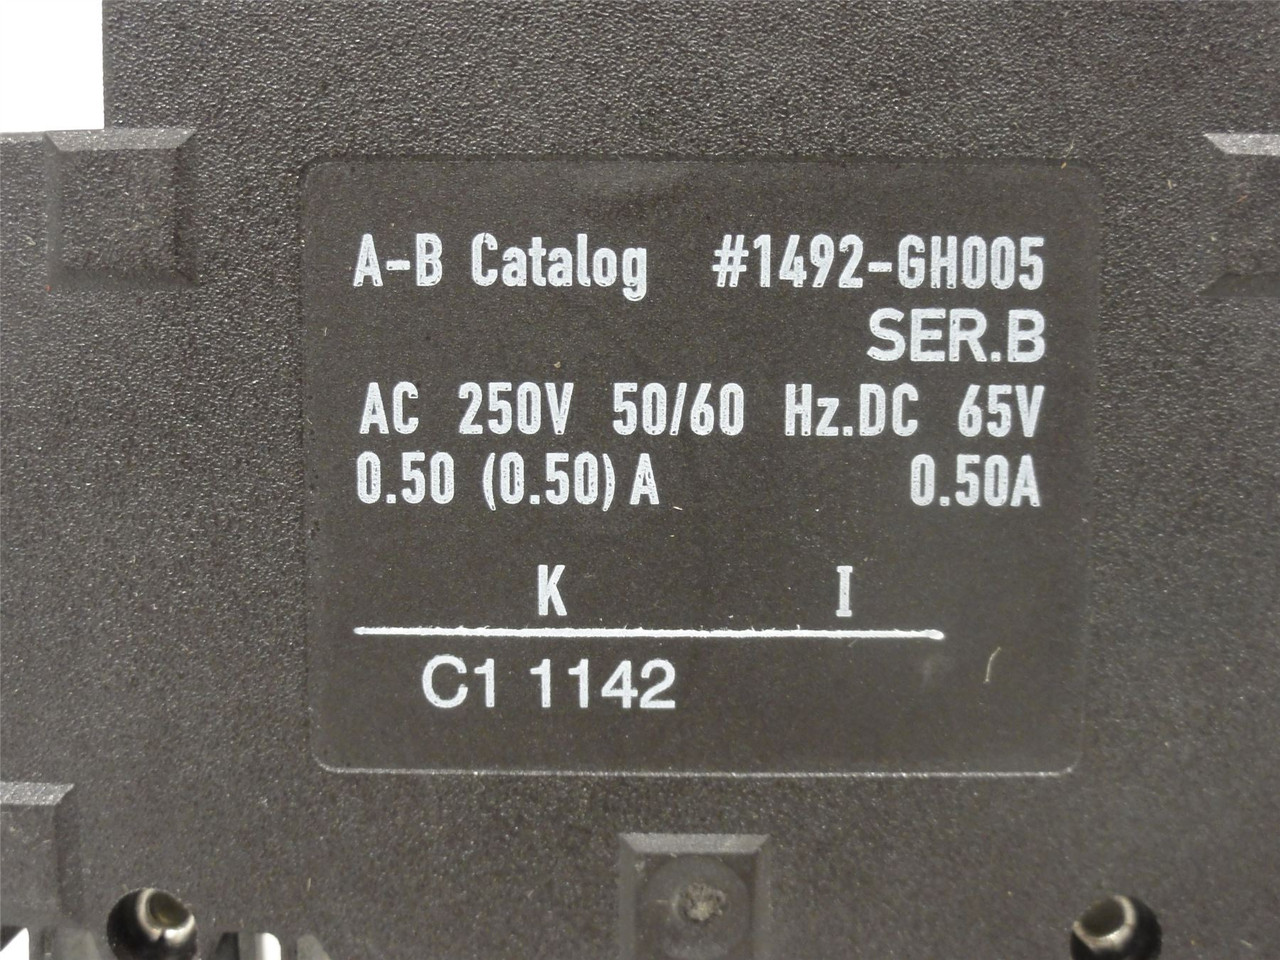 A-B Catalog #1492-GH005
SER.B
AC 250V 50/60 Hz.DC 65V
0.50 (0.50) A 0.50A
K I
C1 1142